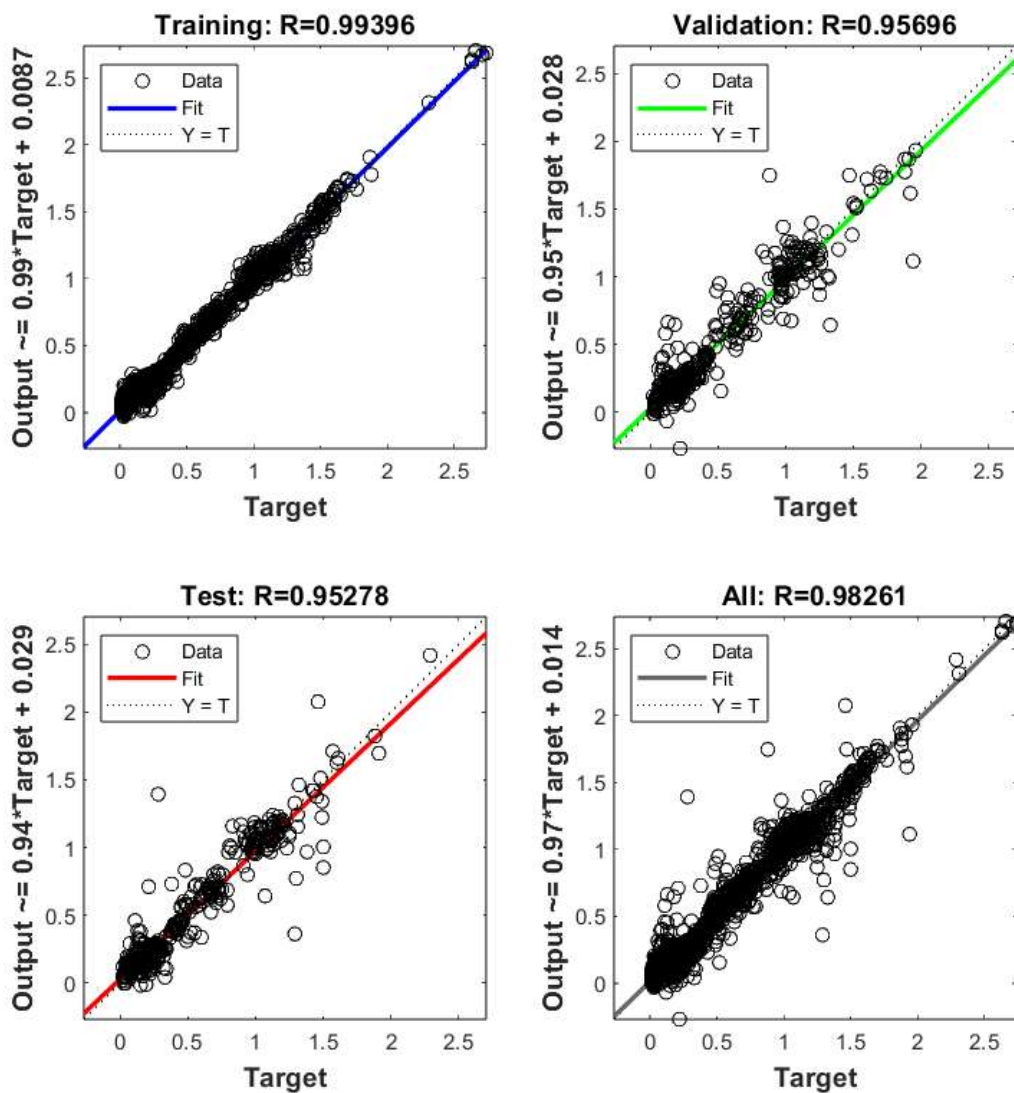 Training: R=0.99396
Output ~= 0.99*Target + 0.0087
Data
Fit
Y = T
2.5
2
1.5
1
0.5
0
0
0.5
1
1.5
2
2.5
Target
Validation: R=0.95696
Output ~= 0.95*Target + 0.028
Data
Fit
Y = T
2.5
2
1.5
1
0.5
0
0
0.5
1
1.5
2
2.5
Target
Test: R=0.95278
Output ~= 0.94*Target + 0.029
Data
Fit
Y = T
2.5
2
1.5
1
0.5
0
0
0.5
1
1.5
2
2.5
Target
All: R=0.98261
Output ~= 0.97*Target + 0.014
Data
Fit
Y = T
2.5
2
1.5
1
0.5
0
0
0.5
1
1.5
2
2.5
Target